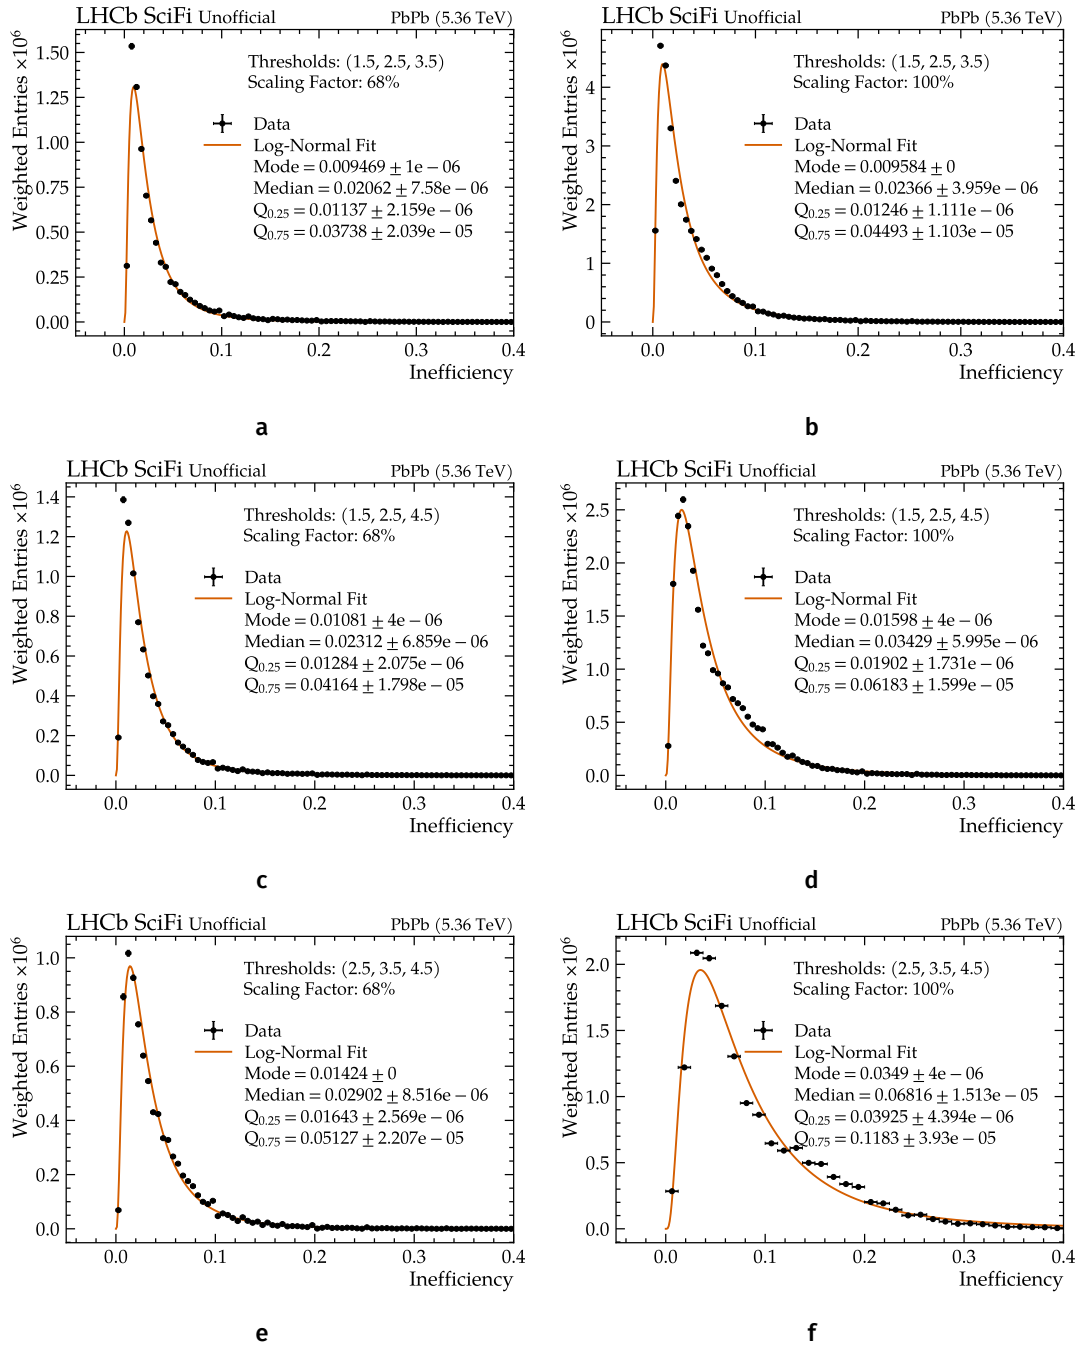 LHCb SciFi Unofficial PbPb (5.36 TeV)
Weighted Entries ×10⁶
Thresholds: (1.5, 2.5, 3.5)
Scaling Factor: 68%
Data
Log-Normal Fit
Mode = 0.009469 ± 1e − 06
Median = 0.02062 ± 7.58e − 06
Q₀.₂₅ = 0.01137 ± 2.159e − 06
Q₀.₇₅ = 0.03738 ± 2.039e − 05
1.50
1.25
1.00
0.75
0.50
0.25
0.00
0.0 0.1 0.2 0.3 0.4
Inefficiency
a
LHCb SciFi Unofficial PbPb (5.36 TeV)
Weighted Entries ×10⁶
Thresholds: (1.5, 2.5, 3.5)
Scaling Factor: 100%
Data
Log-Normal Fit
Mode = 0.009584 ± 0
Median = 0.02366 ± 3.959e − 06
Q₀.₂₅ = 0.01246 ± 1.111e − 06
Q₀.₇₅ = 0.04493 ± 1.103e − 05
4
3
2
1
0
0.0 0.1 0.2 0.3 0.4
Inefficiency
b
LHCb SciFi Unofficial PbPb (5.36 TeV)
Weighted Entries ×10⁶
Thresholds: (1.5, 2.5, 4.5)
Scaling Factor: 68%
Data
Log-Normal Fit
Mode = 0.01081 ± 4e − 06
Median = 0.02312 ± 6.859e − 06
Q₀.₂₅ = 0.01284 ± 2.075e − 06
Q₀.₇₅ = 0.04164 ± 1.798e − 05
1.4
1.2
1.0
0.8
0.6
0.4
0.2
0.0
0.0 0.1 0.2 0.3 0.4
Inefficiency
c
LHCb SciFi Unofficial PbPb (5.36 TeV)
Weighted Entries ×10⁶
Thresholds: (1.5, 2.5, 4.5)
Scaling Factor: 100%
Data
Log-Normal Fit
Mode = 0.01598 ± 4e − 06
Median = 0.03429 ± 5.995e − 06
Q₀.₂₅ = 0.01902 ± 1.731e − 06
Q₀.₇₅ = 0.06183 ± 1.599e − 05
2.5
2.0
1.5
1.0
0.5
0.0
0.0 0.1 0.2 0.3 0.4
Inefficiency
d
LHCb SciFi Unofficial PbPb (5.36 TeV)
Weighted Entries ×10⁶
Thresholds: (2.5, 3.5, 4.5)
Scaling Factor: 68%
Data
Log-Normal Fit
Mode = 0.01424 ± 0
Median = 0.02902 ± 8.516e − 06
Q₀.₂₅ = 0.01643 ± 2.569e − 06
Q₀.₇₅ = 0.05127 ± 2.207e − 05
1.0
0.8
0.6
0.4
0.2
0.0
0.0 0.1 0.2 0.3 0.4
Inefficiency
e
LHCb SciFi Unofficial PbPb (5.36 TeV)
Weighted Entries ×10⁶
Thresholds: (2.5, 3.5, 4.5)
Scaling Factor: 100%
Data
Log-Normal Fit
Mode = 0.0349 ± 4e − 06
Median = 0.06816 ± 1.513e − 05
Q₀.₂₅ = 0.03925 ± 4.394e − 06
Q₀.₇₅ = 0.1183 ± 3.93e − 05
2.0
1.5
1.0
0.5
0.0
0.0 0.1 0.2 0.3 0.4
Inefficiency
f